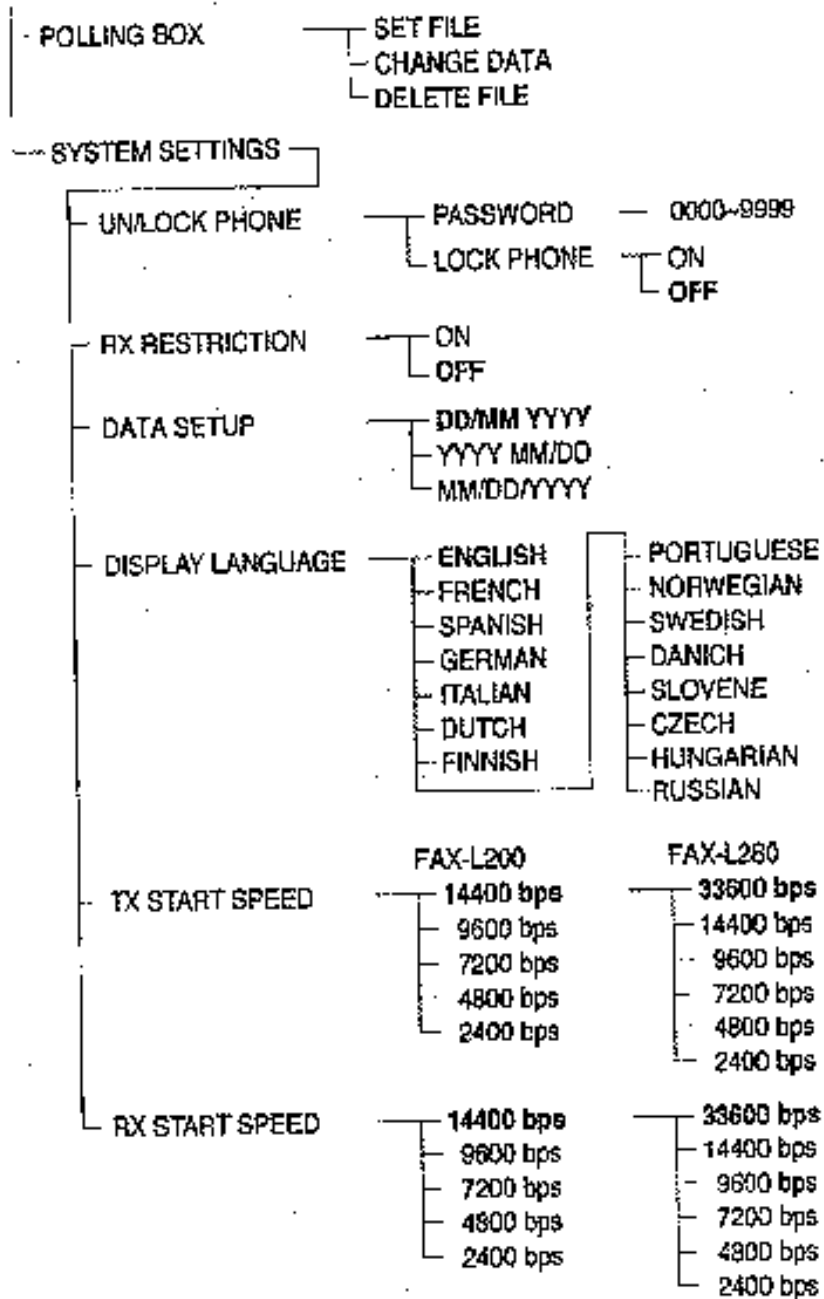 POLLING BOX SET FILE
CHANGE DATA
DELETE FILE
SYSTEM SETTINGS
UN/LOCK PHONE PASSWORD 0000~9999
LOCK PHONE ON
OFF
RX RESTRICTION ON
OFF
DATA SETUP DD/MM YYYY
YYYY MM/DD
MM/DD/YYYY
DISPLAY LANGUAGE ENGLISH
FRENCH
SPANISH
GERMAN
ITALIAN
DUTCH
FINNISH
PORTUGUESE
NORWEGIAN
SWEDISH
DANICH
SLOVENE
CZECH
HUNGARIAN
RUSSIAN
FAX-L200 FAX-L280
TX START SPEED 14400 bps 33600 bps
9600 bps 14400 bps
7200 bps 9600 bps
4800 bps 7200 bps
2400 bps 4800 bps
2400 bps
RX START SPEED 14400 bps 33600 bps
9600 bps 14400 bps
7200 bps 9600 bps
4800 bps 7200 bps
2400 bps 4800 bps
2400 bps